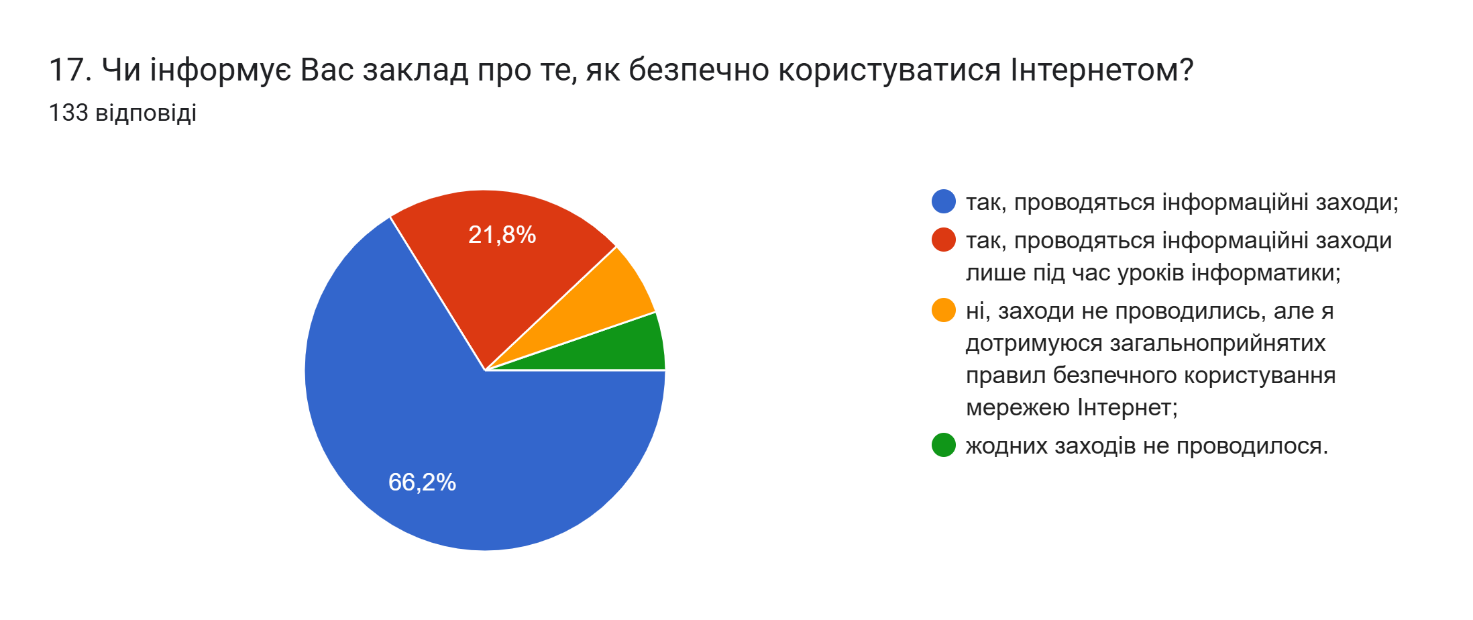 17. Чи інформує Вас заклад про те, як безпечно користуватися Інтернетом?
133 відповіді
21,8%
66,2%
так, проводяться інформаційні заходи;
так, проводяться інформаційні заходи
лише під час уроків інформатики;
ні, заходи не проводились, але я
дотримуюся загальноприйнятих
правил безпечного користування
мережею Інтернет;
жодних заходів не проводилося.